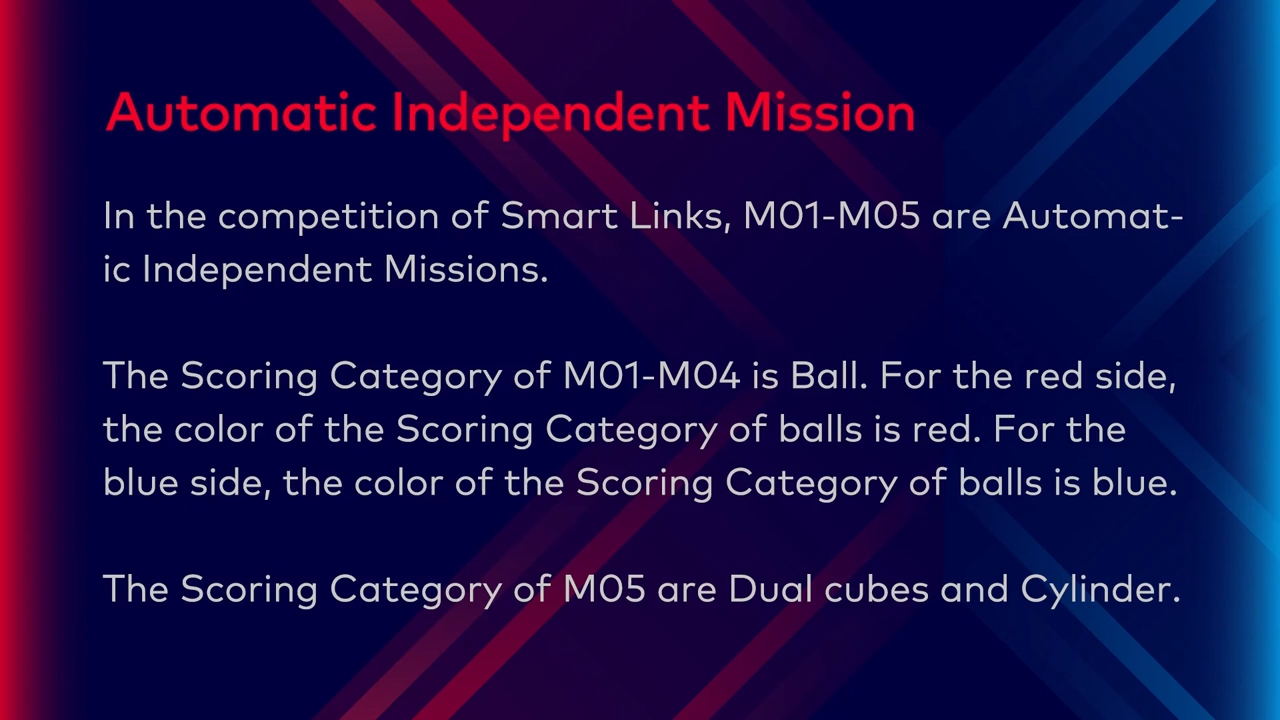 Automatic Independent Mission
In the competition of Smart Links, M01-M05 are Automat-
ic Independent Missions.
The Scoring Category of M01-M04 is Ball. For the red side,
the color of the Scoring Category of balls is red. For the
blue side, the color of the Scoring Category of balls is blue.
The Scoring Category of M05 are Dual cubes and Cylinder.